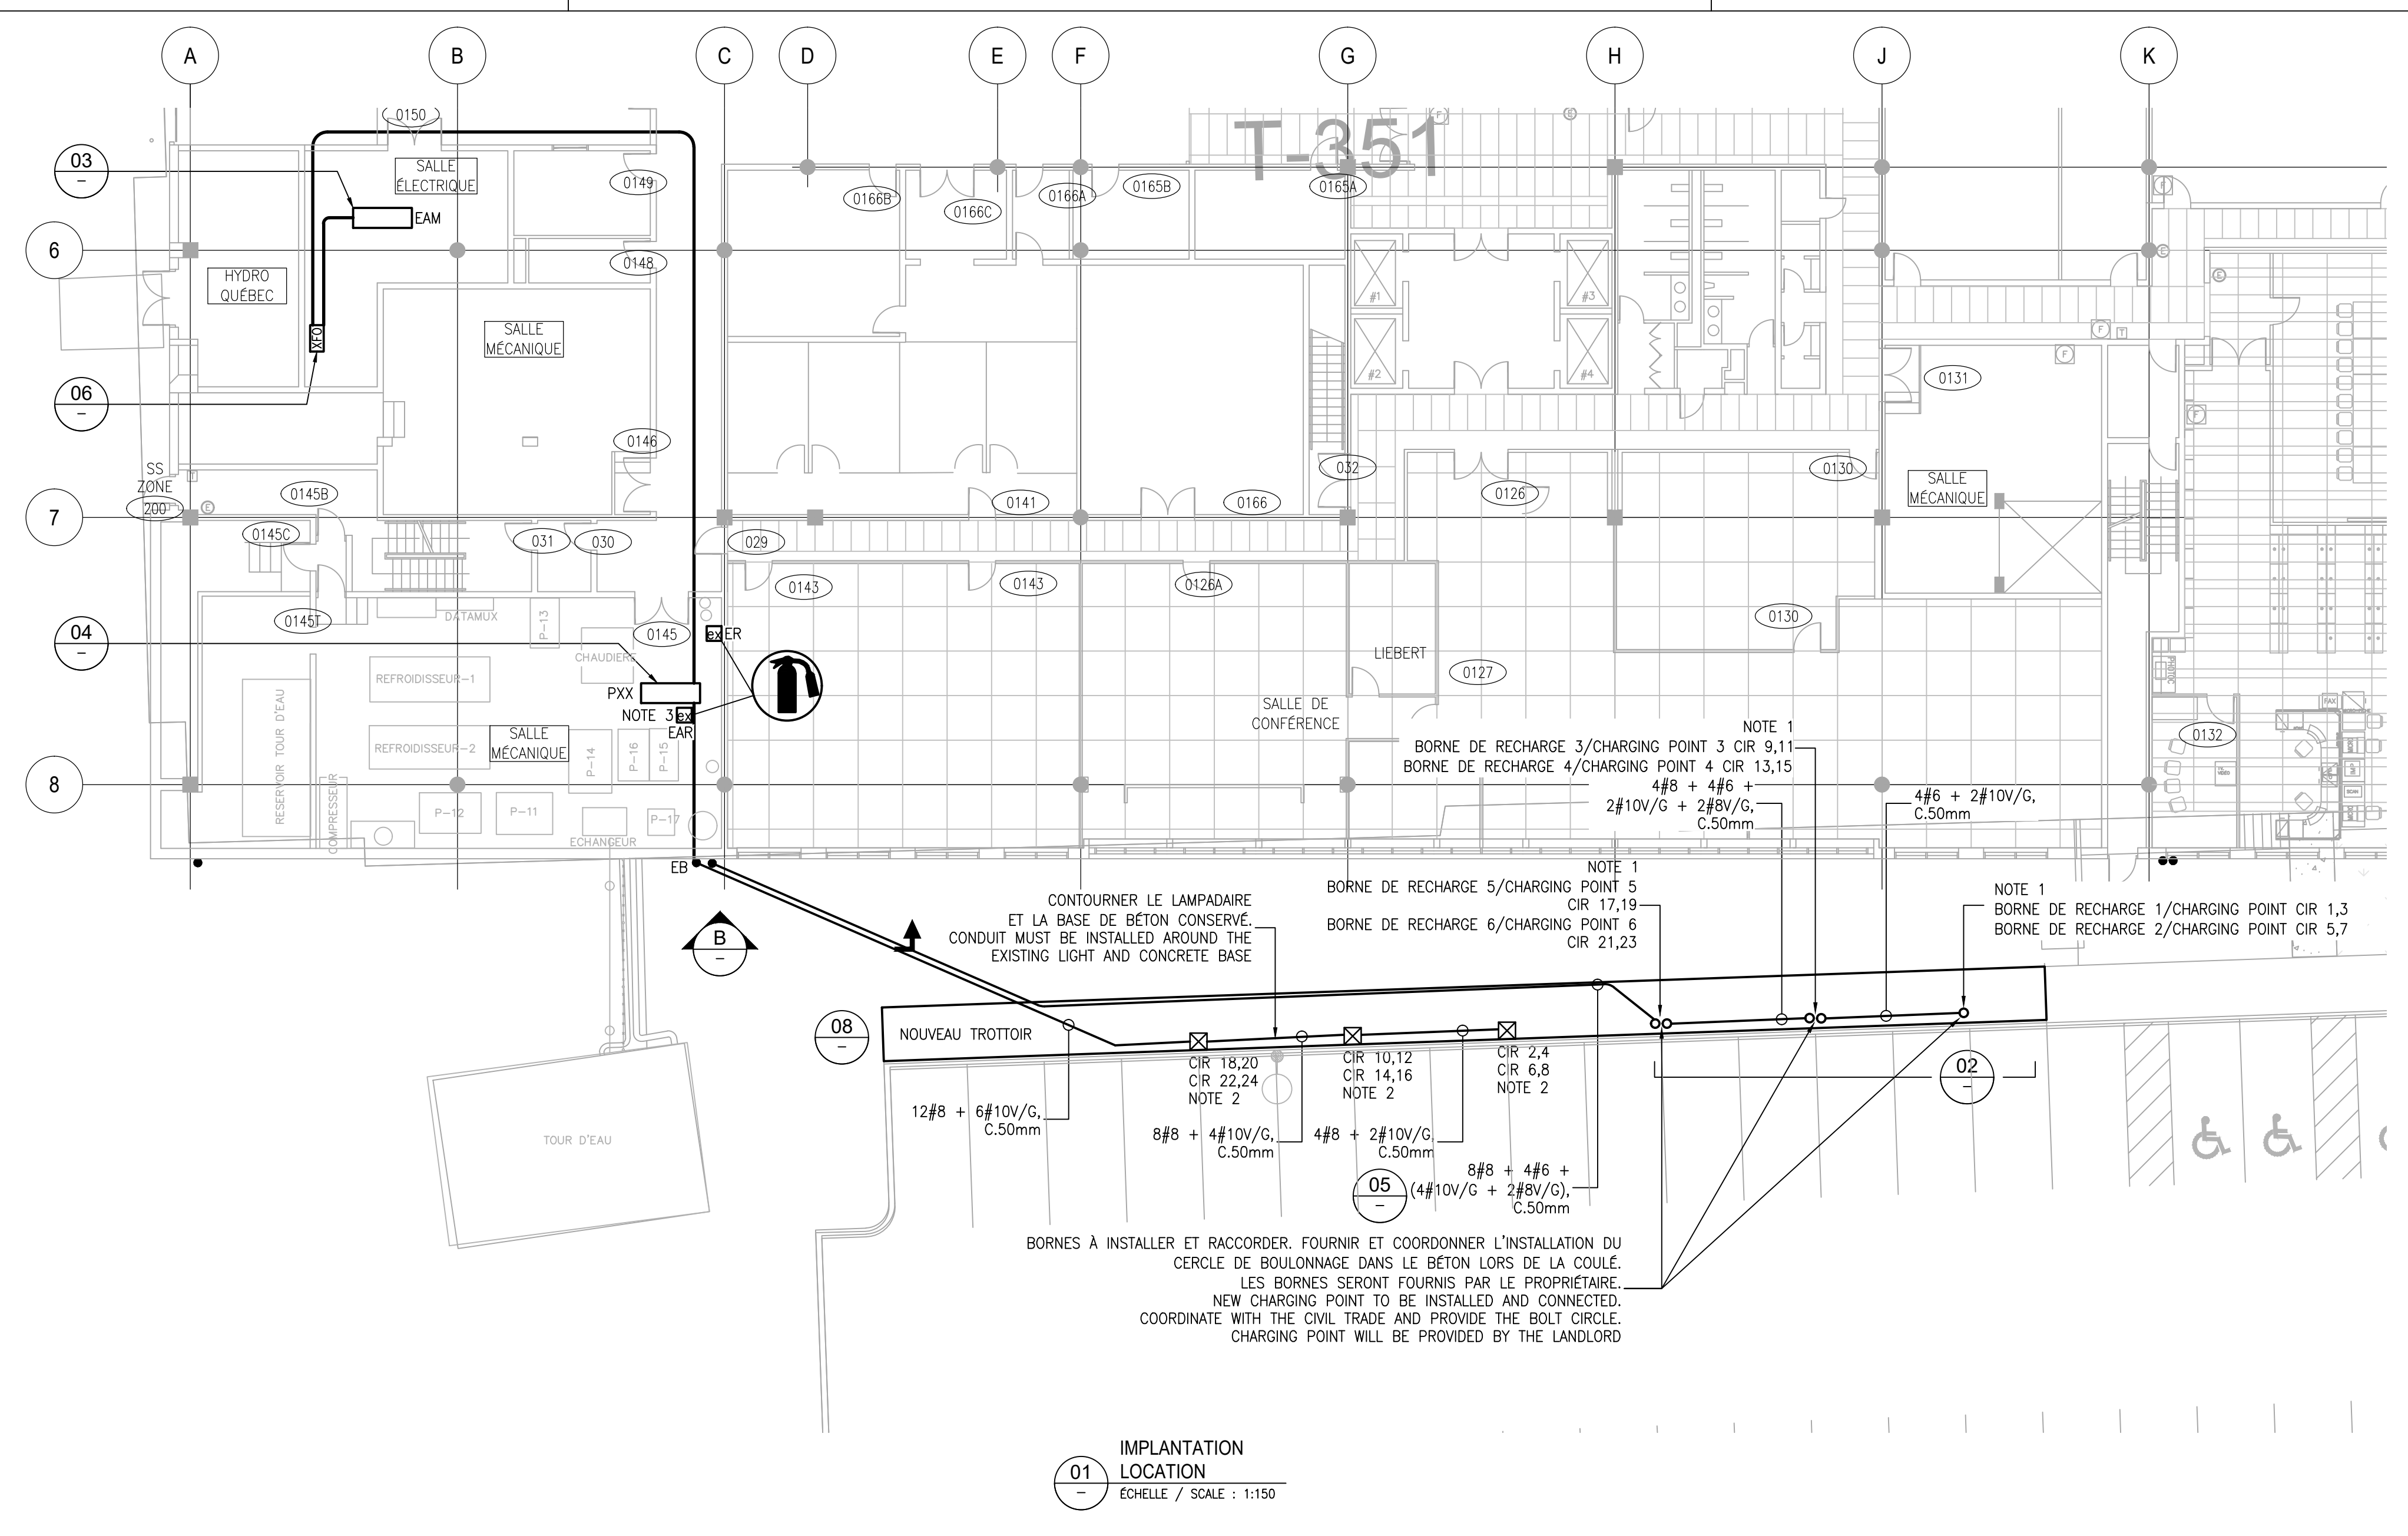 A
B
C
D
E
F
G
H
J
K
T-351
0150
03
–
SALLE
ÉLECTRIQUE
0149
0166B
0166C
0166A
0165B
0165A
EAM
6
0148
HYDRO
QUÉBEC
#1
#3
XFO
SALLE
MÉCANIQUE
#2
#4
0131
06
–
0146
SS
ZONE
200
0145B
032
0126
0130
SALLE
MÉCANIQUE
7
0141
0166
0145C
031
030
029
0143
0143
0126A
DATAMUX
P-13
0145T
0130
04
–
0145
ex
ER
CHAUDIERE
LIEBERT
REFROIDISSEUR-1
0127
PHOTOC
PXX
NOTE 3
ex
EAR
RESERVOIR TOUR D'EAU
SALLE DE
CONFÉRENCE
FAX
0132
REFROIDISSEUR-2
SALLE
MÉCANIQUE
P-14
P-16
P-15
NOTE 1
BORNE DE RECHARGE 3/CHARGING POINT 3 CIR 9,11
BORNE DE RECHARGE 4/CHARGING POINT 4 CIR 13,15
8
4#8 + 4#6 +
2#10V/G + 2#8V/G,
C.50mm
4#6 + 2#10V/G,
C.50mm
SCAN
COMPRESSEUR
P-12
P-11
P-17
ECHANGEUR
EB
NOTE 1
BORNE DE RECHARGE 5/CHARGING POINT 5
CIR 17,19
BORNE DE RECHARGE 6/CHARGING POINT 6
CIR 21,23
NOTE 1
BORNE DE RECHARGE 1/CHARGING POINT CIR 1,3
BORNE DE RECHARGE 2/CHARGING POINT CIR 5,7
CONTOURNER LE LAMPADAIRE
ET LA BASE DE BÉTON CONSERVÉ.
CONDUIT MUST BE INSTALLED AROUND THE
EXISTING LIGHT AND CONCRETE BASE
B
–
08
–
NOUVEAU TROTTOIR
CIR 18,20
CIR 22,24
NOTE 2
CIR 10,12
CIR 14,16
NOTE 2
CIR 2,4
CIR 6,8
NOTE 2
02
–
12#8 + 6#10V/G,
C.50mm
8#8 + 4#10V/G,
C.50mm
4#8 + 2#10V/G,
C.50mm
TOUR D'EAU
05
–
8#8 + 4#6 +
(4#10V/G + 2#8V/G),
C.50mm
BORNES À INSTALLER ET RACCORDER. FOURNIR ET COORDONNER L'INSTALLATION DU
CERCLE DE BOULONNAGE DANS LE BÉTON LORS DE LA COULÉ.
LES BORNES SERONT FOURNIS PAR LE PROPRIÉTAIRE.
NEW CHARGING POINT TO BE INSTALLED AND CONNECTED.
COORDINATE WITH THE CIVIL TRADE AND PROVIDE THE BOLT CIRCLE.
CHARGING POINT WILL BE PROVIDED BY THE LANDLORD
01
–
IMPLANTATION
LOCATION
ÉCHELLE / SCALE : 1:150